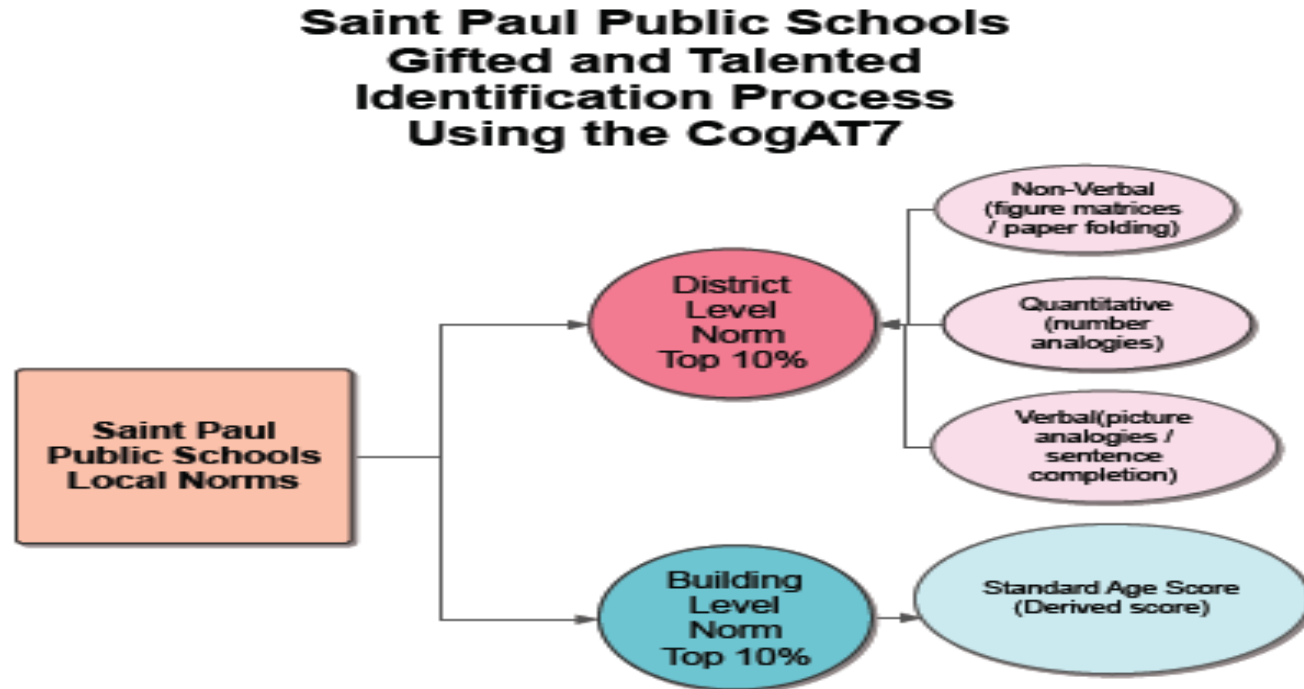 Saint Paul Public Schools
Gifted and Talented
Identification Process
Using the CogAT7
Non-Verbal
(figure matrices
/ paper folding)
District
Level
Norm
Top 10%
Quantitative
(number
analogies)
Verbal(picture
analogies /
sentence
completion)
Saint Paul
Public Schools
Local Norms
Building
Level
Norm
Top 10%
Standard Age Score
(Derived score)